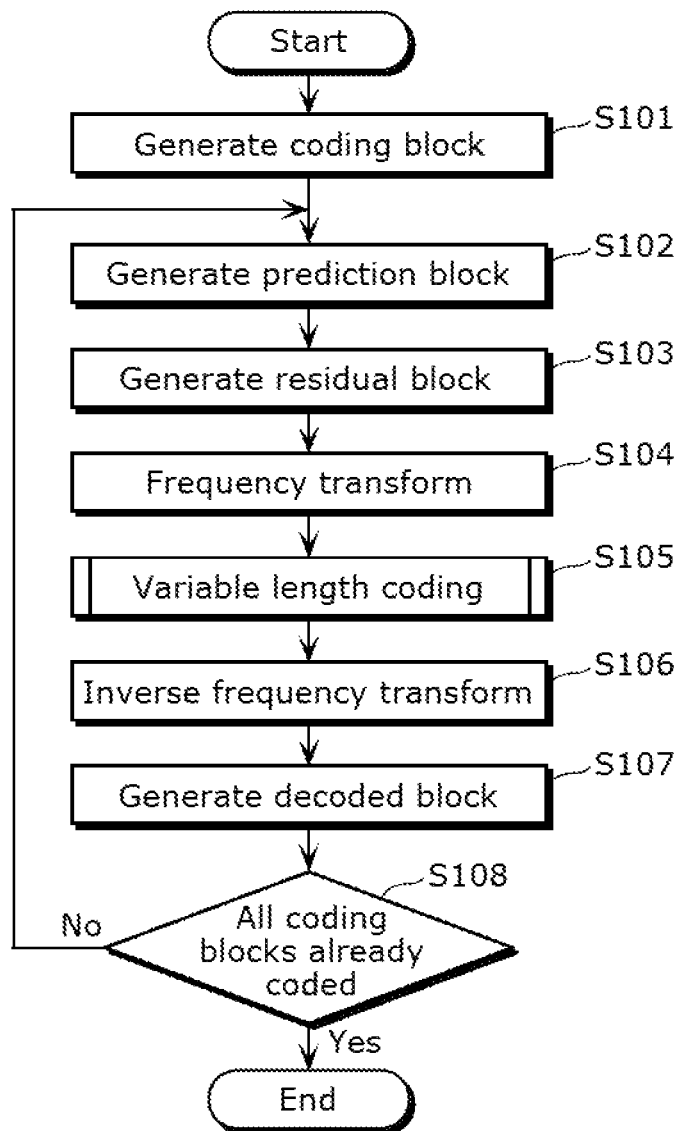 Start
Generate coding block
S101
Generate prediction block
S102
Generate residual block
S103
Frequency transform
S104
Variable length coding
S105
Inverse frequency transform
S106
Generate decoded block
S107
S108
All coding
blocks already
coded
No
Yes
End